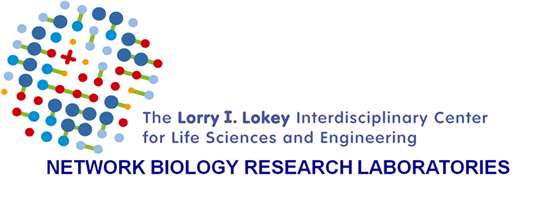 The Lorry I. Lokey Interdisciplinary Center
for Life Sciences and Engineering
NETWORK BIOLOGY RESEARCH LABORATORIES